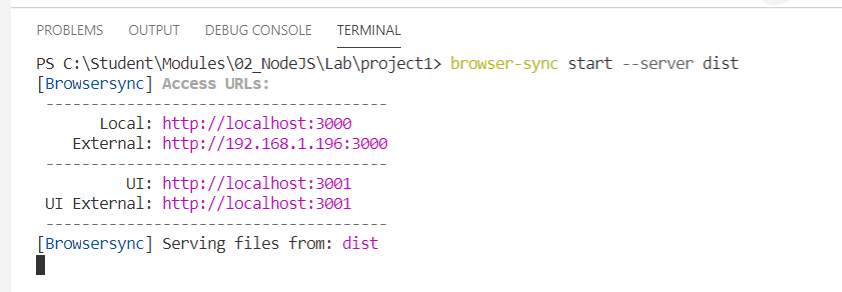 PROBLEMS OUTPUT DEBUG CONSOLE TERMINAL
PS C:\Student\Modules\02_NodeJS\Lab\project1> browser-sync start --server dist
[Browsersync] Access URLs:
--------------------------------------
Local: http://localhost:3000
External: http://192.168.1.196:3000
--------------------------------------
UI: http://localhost:3001
UI External: http://localhost:3001
--------------------------------------
[Browsersync] Serving files from: dist